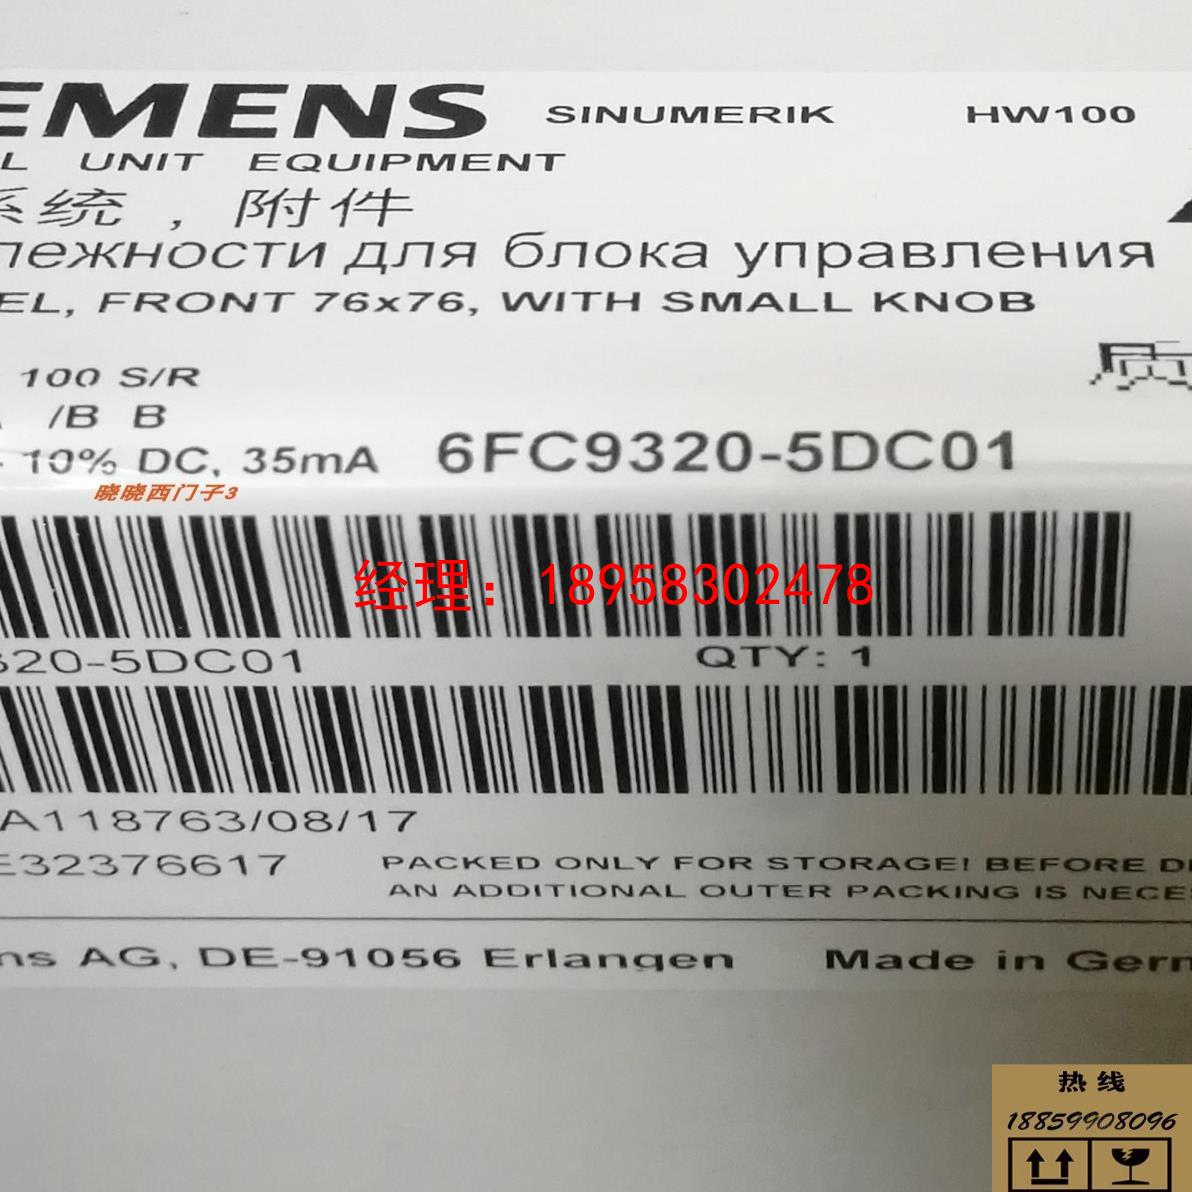 EMENS SINUMERIK HW100
L UNIT EQUIPMENT
系统，附件
лежности для блока управления
EL, FRONT 76x76, WITH SMALL KNOB
100 S/R
/B B
10% DC, 35mA 6FC9320-5DC01
晓晓西门子3
经理：18958302478
320-5DC01 QTY: 1
A118763/08/17
E32376617 PACKED ONLY FOR STORAGE! BEFORE
AN ADDITIONAL OUTER PACKING IS
ns AG, DE-91056 Erlangen Made in Germ
热线
18859908096